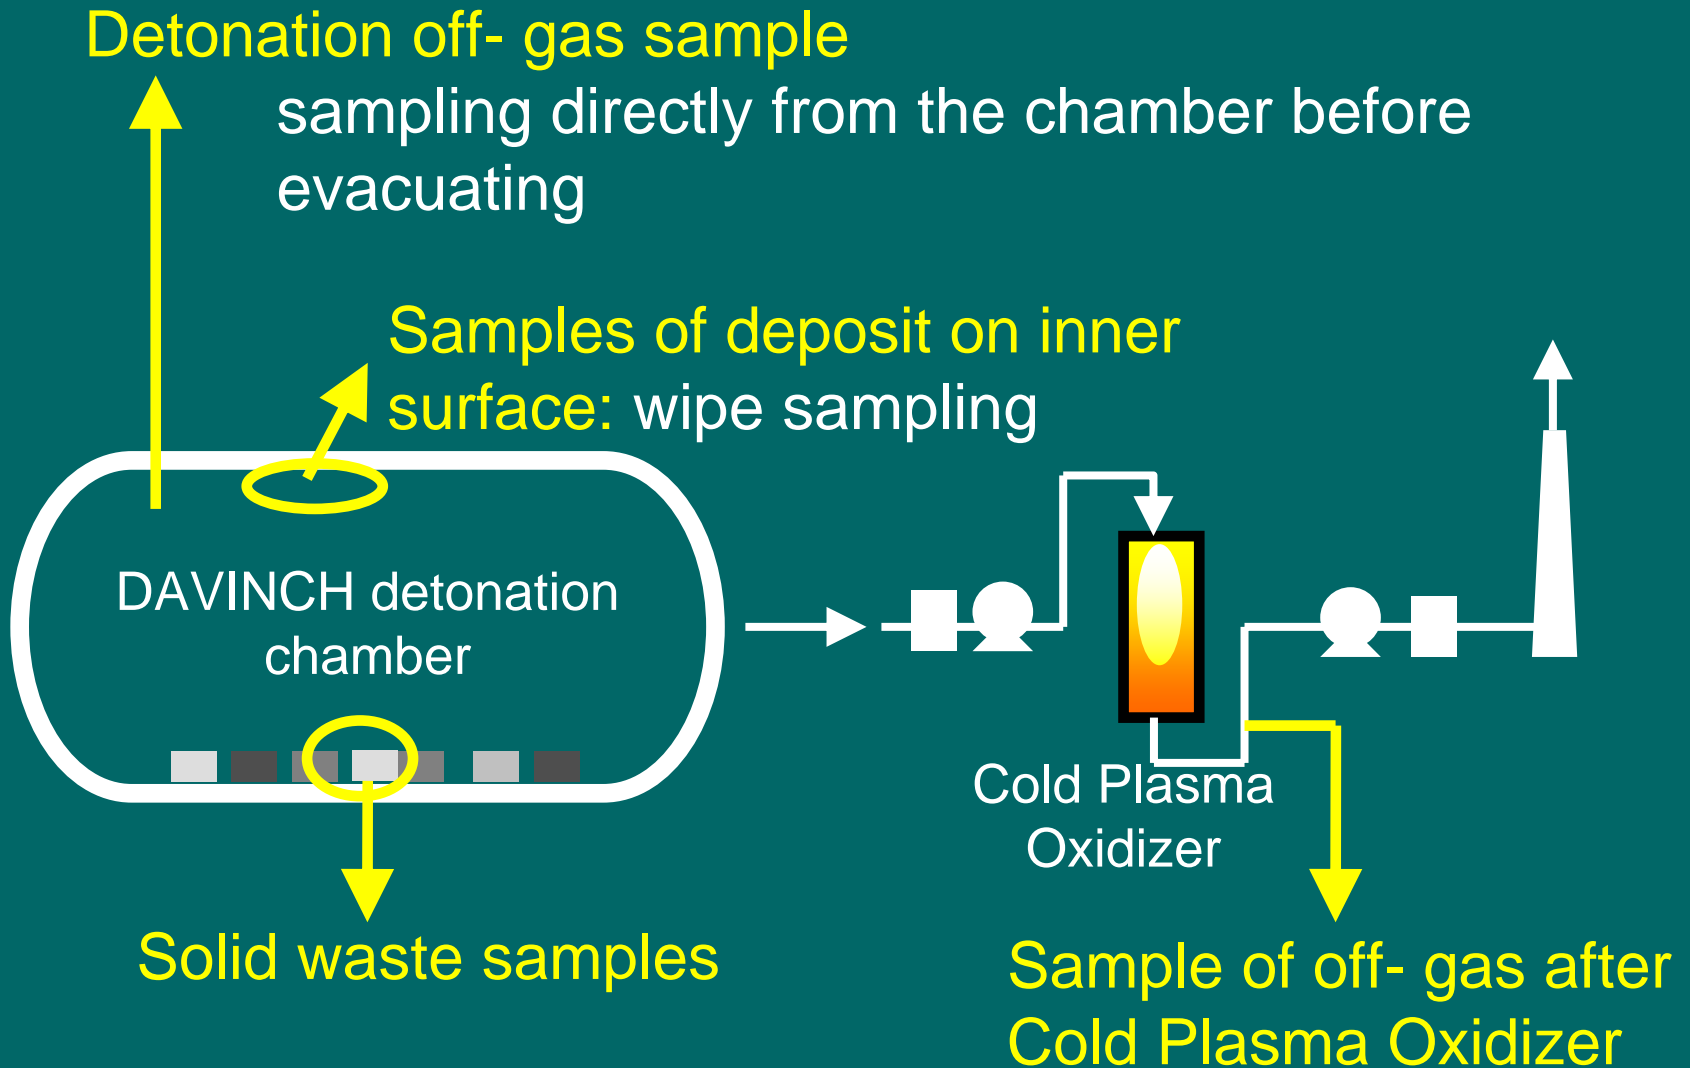 Detonation off- gas sample
sampling directly from the chamber before
evacuating
Samples of deposit on inner
surface: wipe sampling
DAVINCH detonation
chamber
Cold Plasma
Oxidizer
Solid waste samples
Sample of off- gas after
Cold Plasma Oxidizer